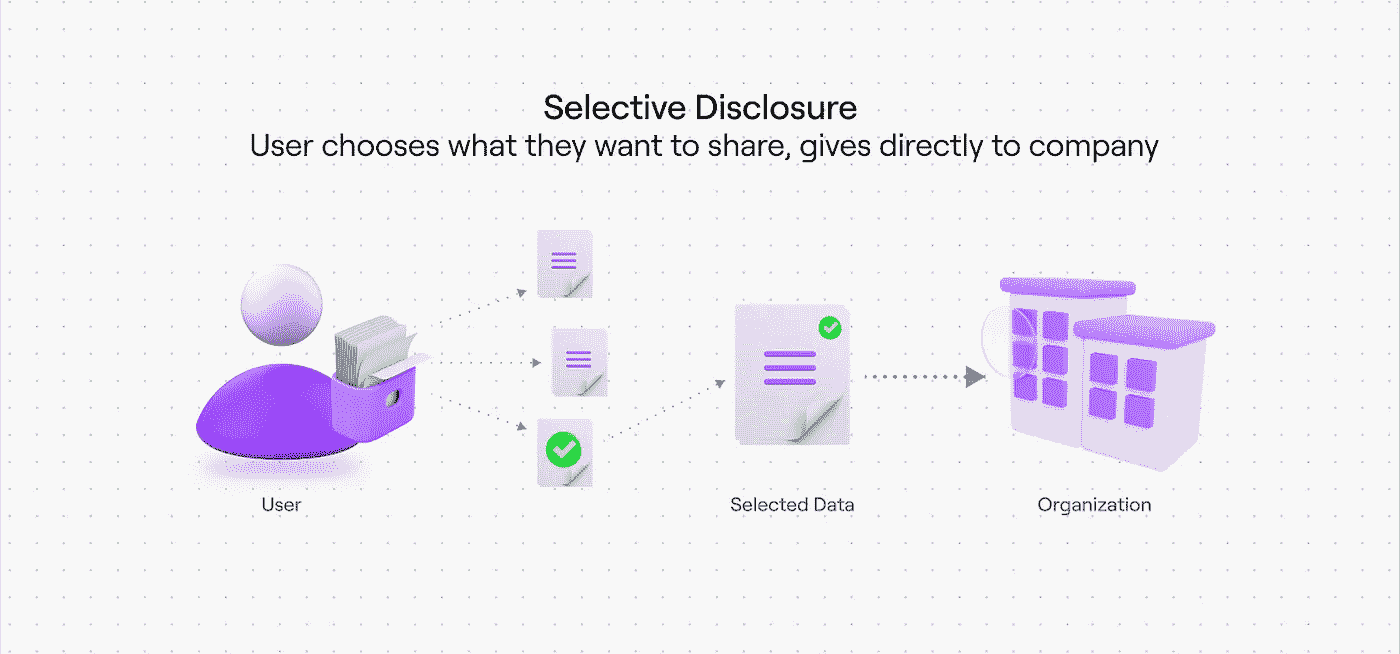 Selective Disclosure
User chooses what they want to share, gives directly to company
User
Selected Data
Organization